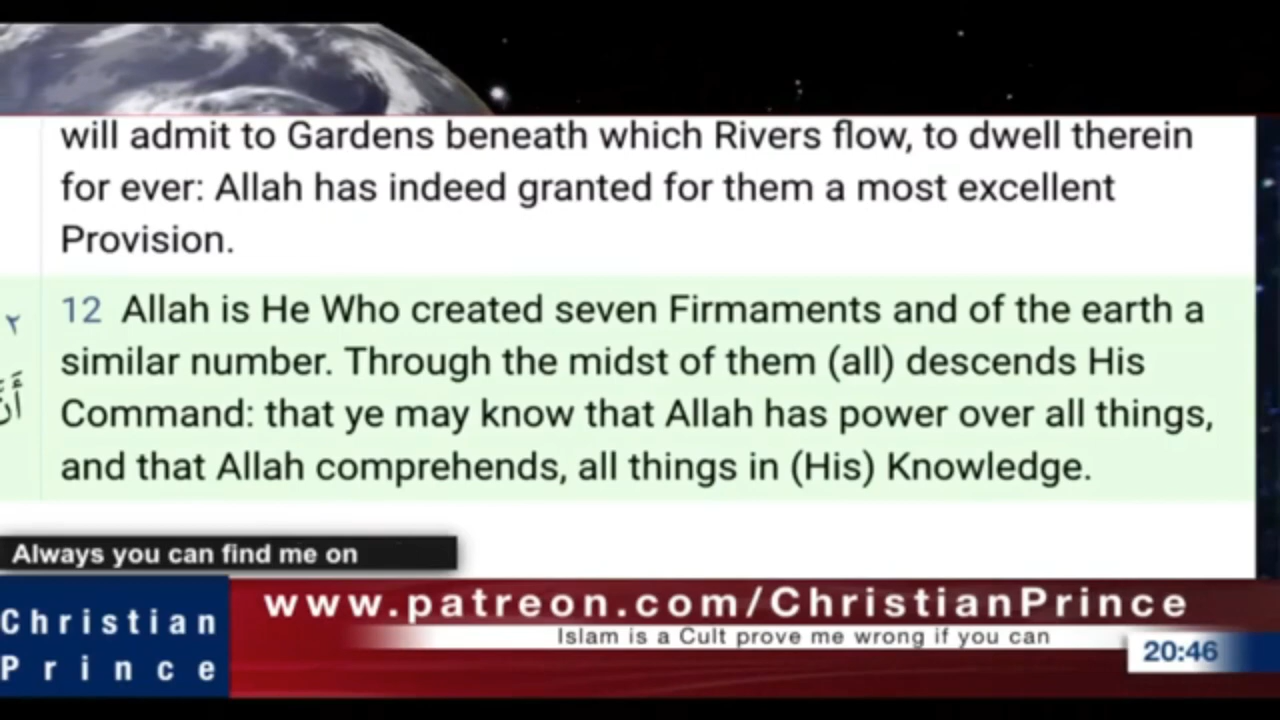 will admit to Gardens beneath which Rivers flow, to dwell therein
for ever: Allah has indeed granted for them a most excellent
Provision.
12 Allah is He Who created seven Firmaments and of the earth a
similar number. Through the midst of them (all) descends His
Command: that ye may know that Allah has power over all things,
and that Allah comprehends, all things in (His) Knowledge.
Always you can find me on
www.patreon.com/ChristianPrince
Islam is a Cult prove me wrong if you can
Christian
Prince
20:46